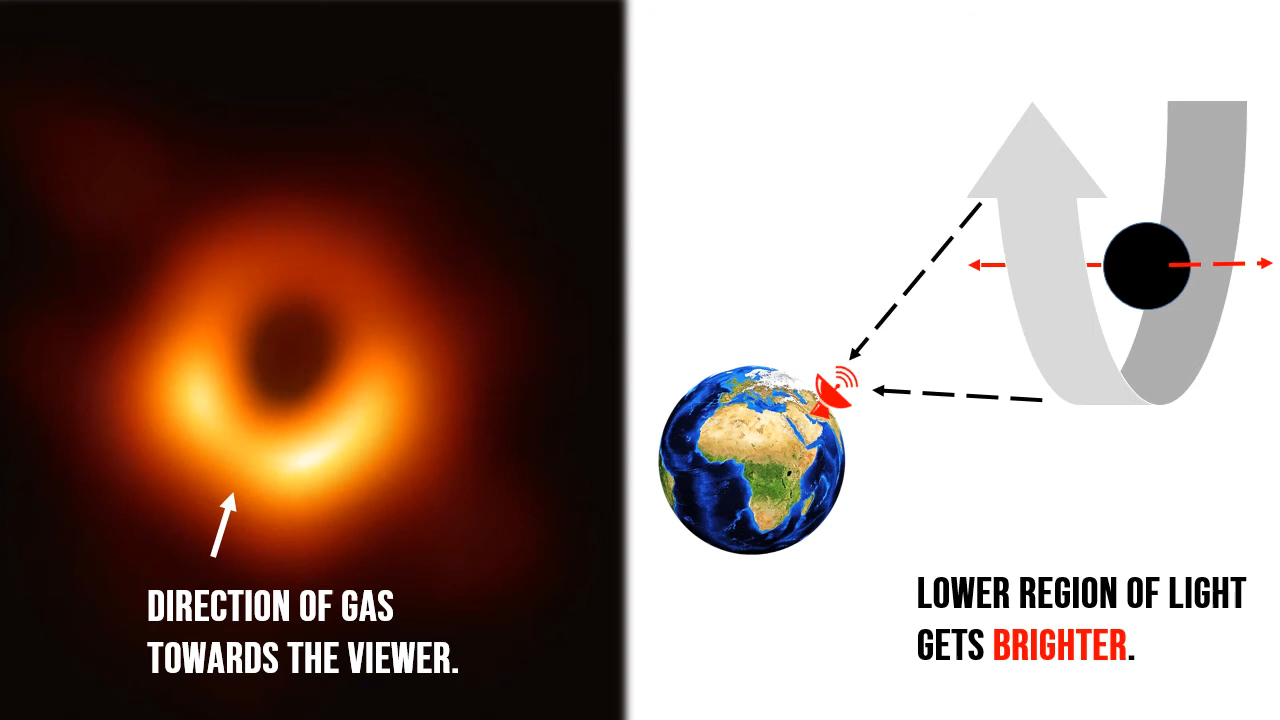 DIRECTION OF GAS
TOWARDS THE VIEWER.
LOWER REGION OF LIGHT
GETS BRIGHTER.